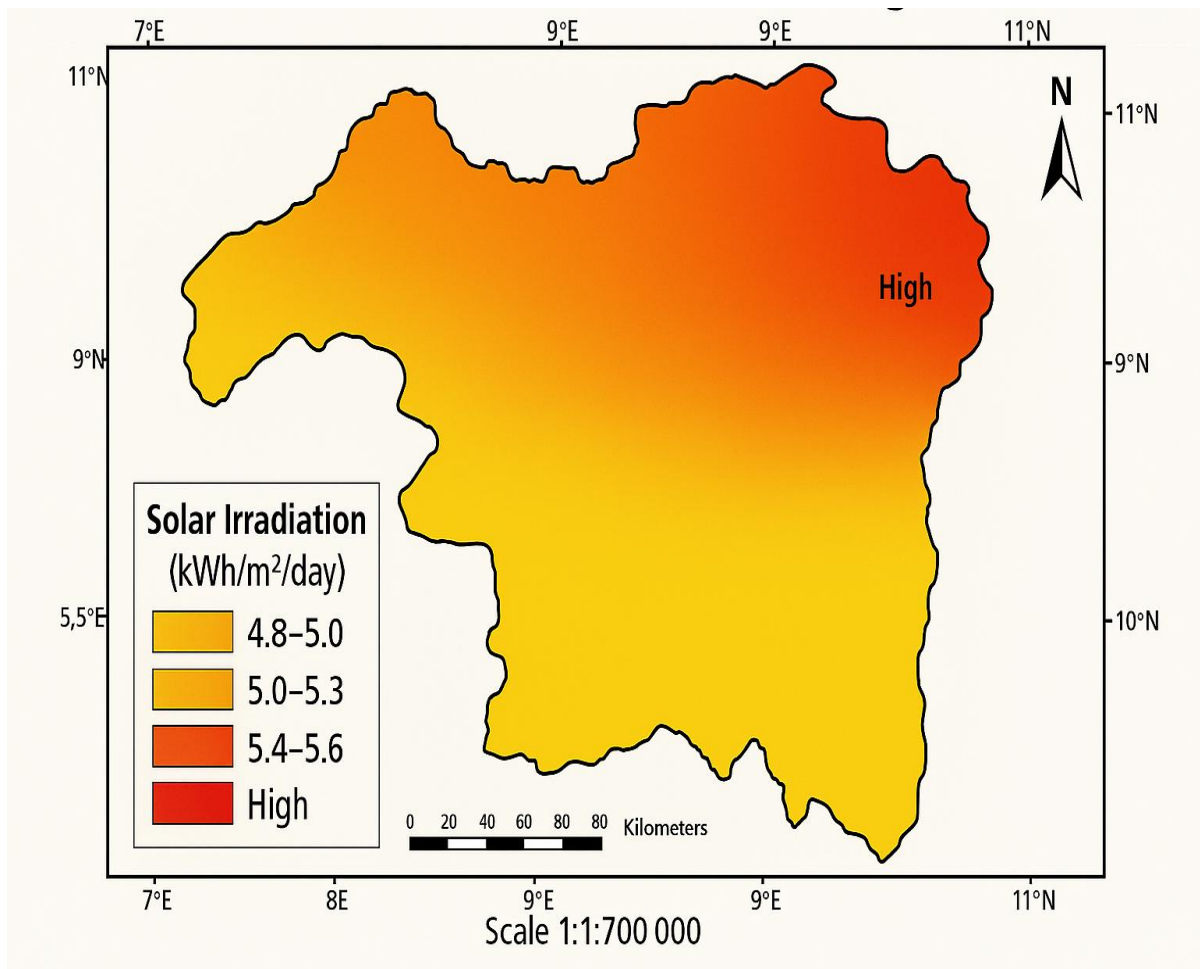 7°E 9°E 9°E 11°N
11°N
11°N
N
High
9°N
9°N
Solar Irradiation
(kWh/m²/day)
4.8–5.0
5.0–5.3
5.4–5.6
High
5,5°E
10°N
0 20 40 60 80 80 Kilometers
7°E 8E 9°E 9°E 11°N
Scale 1:1:700 000